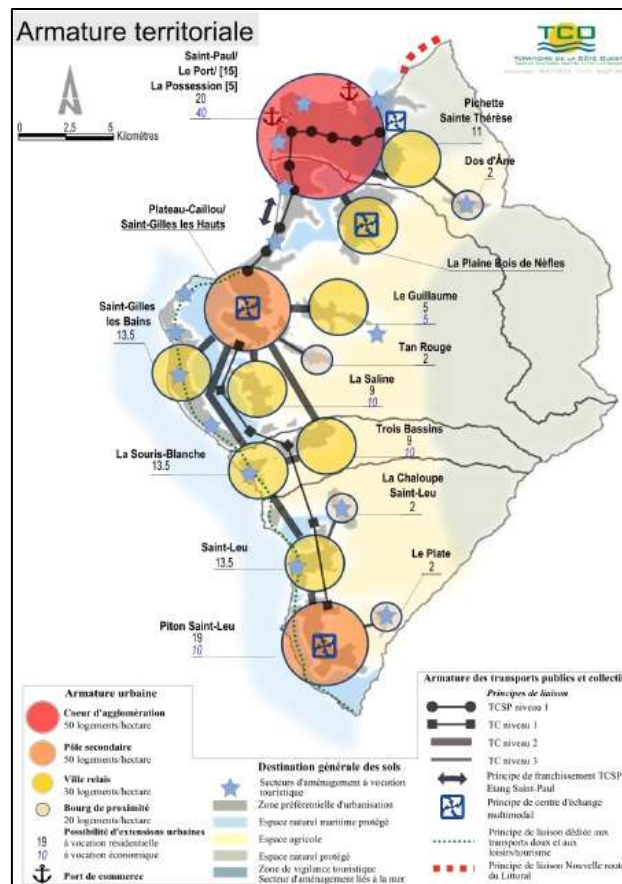 Armature territoriale
TCO
TERRITOIRE DE LA CÔTE OUEST
0 2,5 5
Kilomètres
Saint-Paul/
Le Port/ [15]
La Possession [5]
20
40
Pichette
Sainte Thérèse
11
Dos d'Âne
2
Plateau-Caillou/
Saint-Gilles les Hauts
La Plaine Bois de Nèfles
Saint-Gilles
les Bains
13.5
Le Guillaume
5
5
Tan Rouge
2
La Saline
9
10
Trois Bassins
9
10
La Souris-Blanche
13.5
La Chaloupe
Saint-Leu
2
Saint-Leu
13.5
Le Plate
2
Piton Saint-Leu
19
10
Armature urbaine
Coeur d'agglomération
50 logements/hectare
Pôle secondaire
50 logements/hectare
Ville relais
30 logements/hectare
Bourg de proximité
20 logements/hectare
Possibilité d'extensions urbaines
19 à vocation résidentielle
10 à vocation économique
Port de commerce
Destination générale des sols
Secteurs d'aménagement à vocation
touristique
Zone préférentielle d'urbanisation
Espace naturel maritime protégé
Espace agricole
Espace naturel protégé
Zone de vigilance touristique
Secteur d'aménagement liés à la mer
Armature des transports publics et collectif
Principes de liaison
TCSP niveau 1
TC niveau 1
TC niveau 2
TC niveau 3
Principe de franchissement TCSP
Etang Saint-Paul
Principe de centre d'échange
multimodal
Principe de liaison dédiée aux
transports doux et aux
loisirs/tourisme
Principe de liaison Nouvelle route
du Littoral